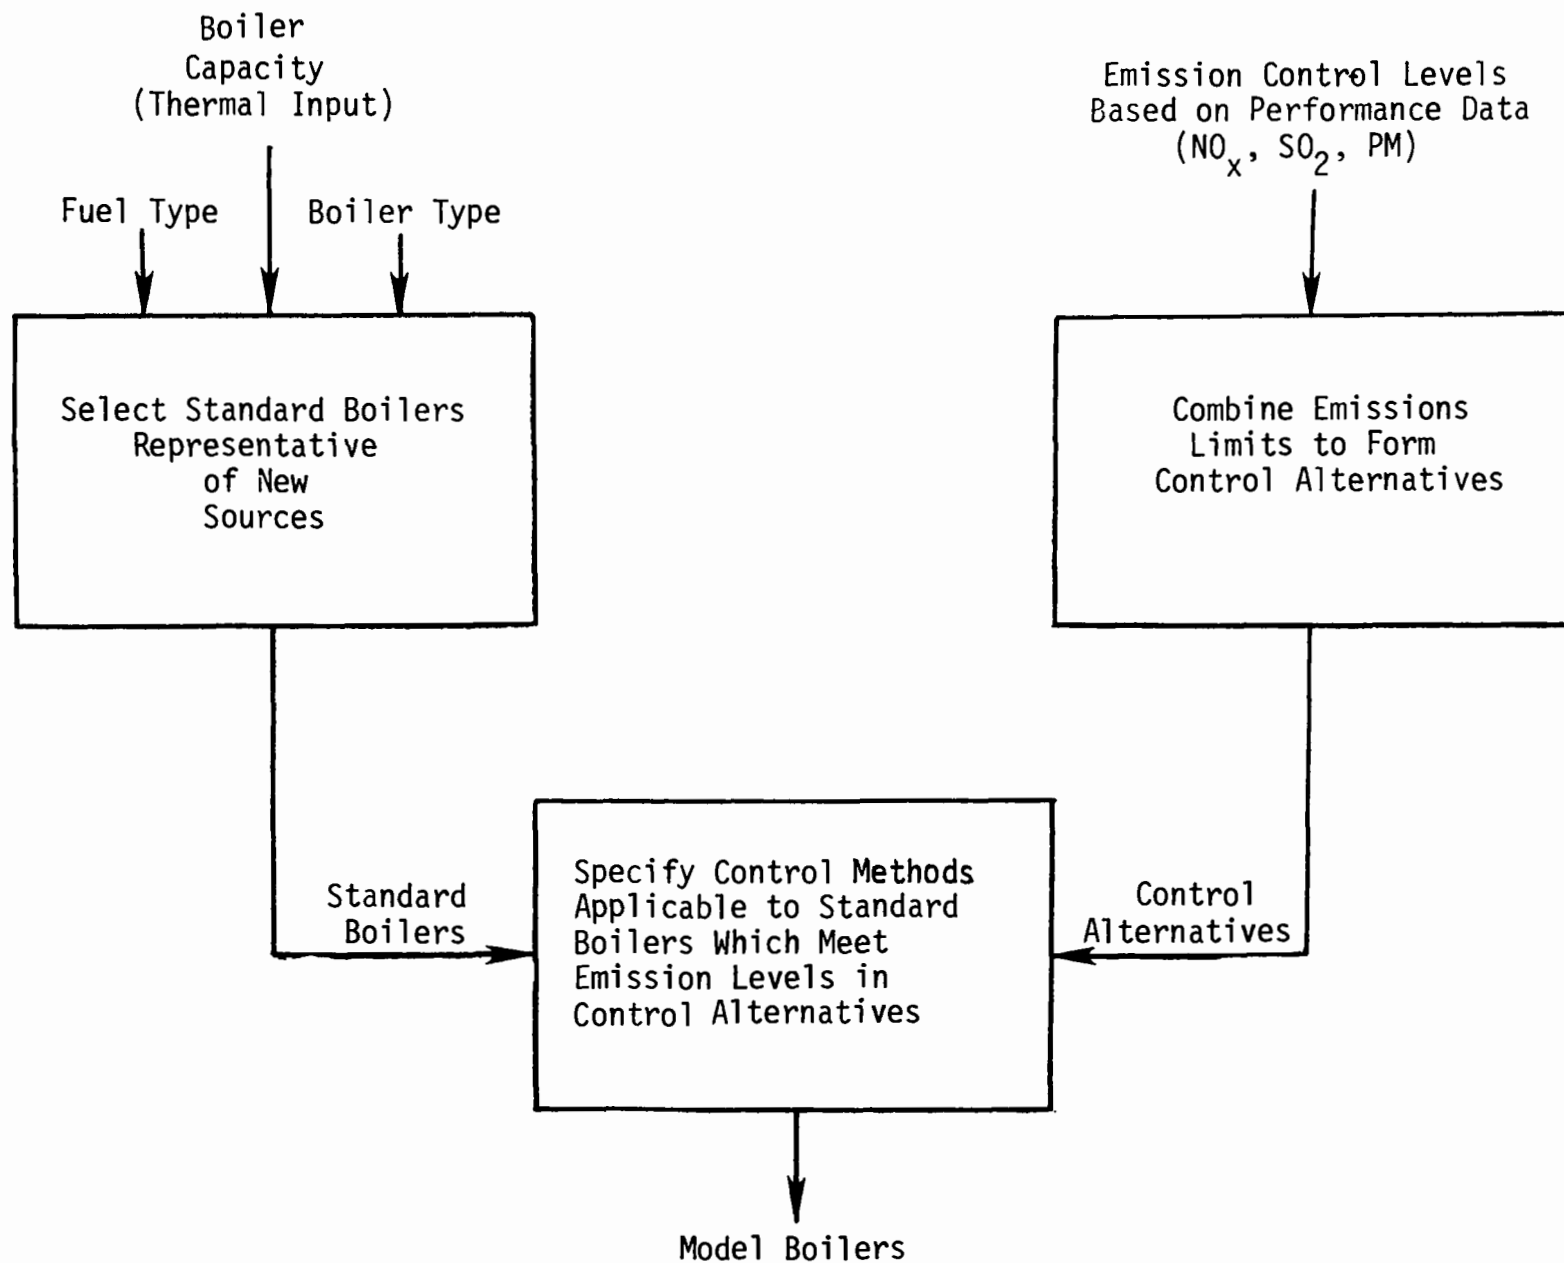 Boiler
Capacity
(Thermal Input)
Fuel Type
Boiler Type
Emission Control Levels
Based on Performance Data
(NOx, SO2, PM)
Select Standard Boilers
Representative
of New
Sources
Combine Emissions
Limits to Form
Control Alternatives
Standard
Boilers
Specify Control Methods
Applicable to Standard
Boilers Which Meet
Emission Levels in
Control Alternatives
Control
Alternatives
Model Boilers